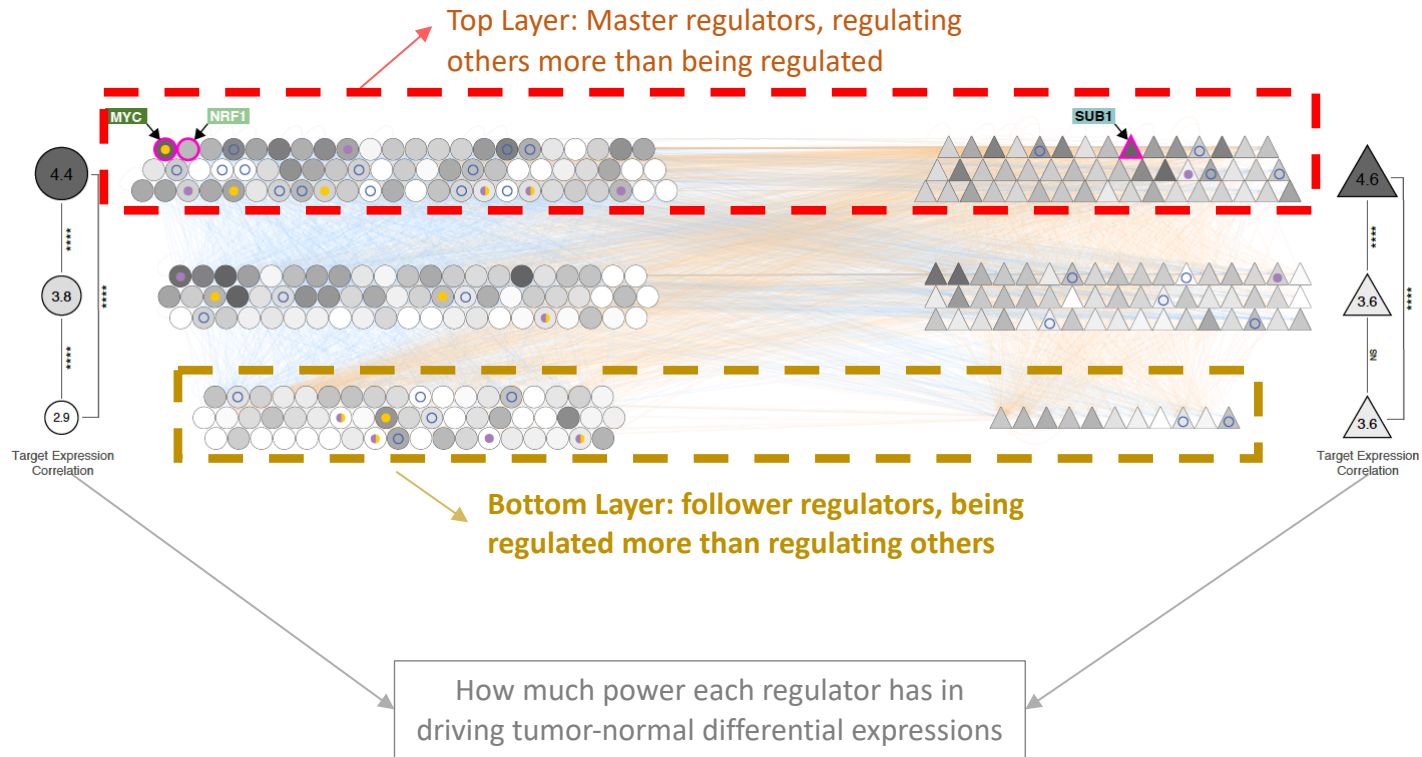 Top Layer: Master regulators, regulating
others more than being regulated
MYC
NRF1
SUB1
4.4
4.6
****
****
****
****
3.8
3.6
****
NS
2.9
3.6
Target Expression
Correlation
Target Expression
Correlation
Bottom Layer: follower regulators, being
regulated more than regulating others
How much power each regulator has in
driving tumor-normal differential expressions